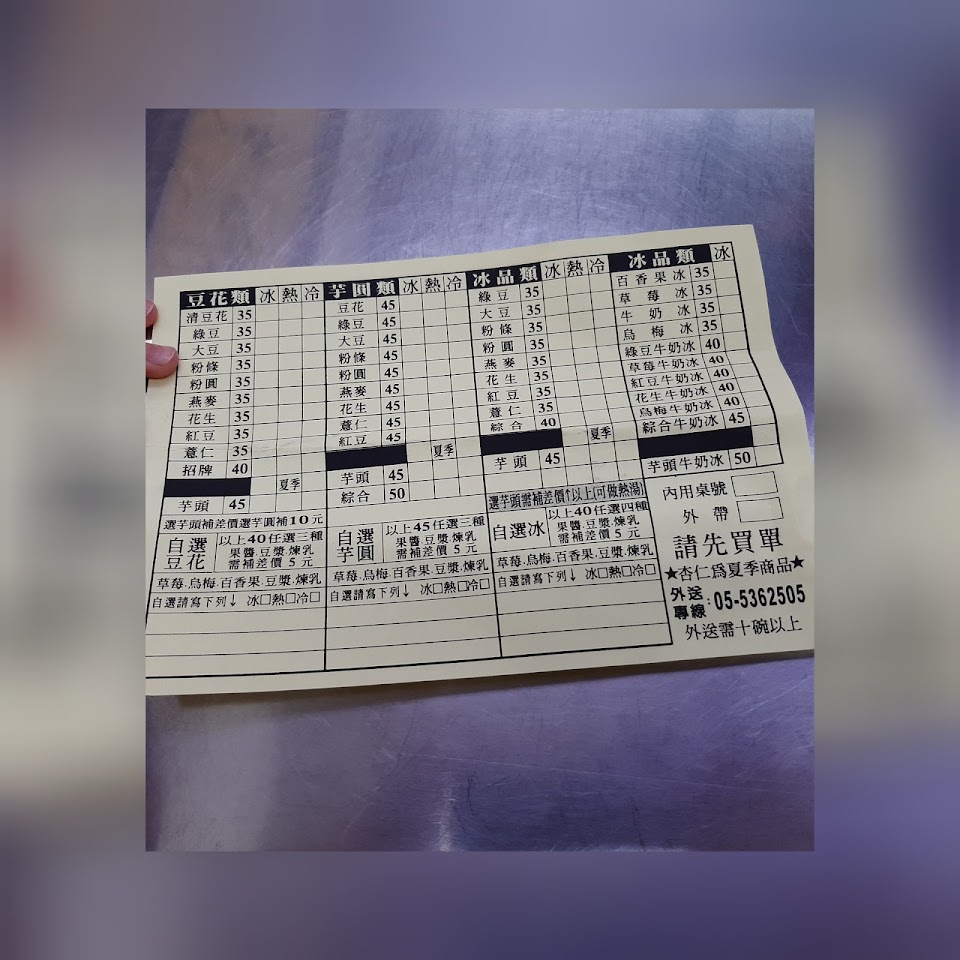 豆花類 冰 熱 冷
清豆花 35
綠豆 35
大豆 35
粉條 35
粉圓 35
燕麥 35
花生 35
紅豆 35
薏仁 35
招牌 40
夏季
芋頭 45
選芋頭補差價選芋圓補10元
自選豆花
以上40任選三種
果醬.豆漿.煉乳
需補差價5元
草莓.烏梅.百香果.豆漿.煉乳
自選請寫下列↓ 冰□熱□冷□
芋圓類 冰 熱 冷
豆花 45
綠豆 45
大豆 45
粉條 45
粉圓 45
燕麥 45
花生 45
薏仁 45
紅豆 45
夏季
芋頭 45
綜合 50
自選芋圓
以上45任選三種
果醬.豆漿.煉乳
需補差價5元
草莓.烏梅.百香果.豆漿.煉乳
自選請寫下列↓ 冰□熱□冷□
冰品類 冰 熱 冷
綠豆 35
大豆 35
粉條 35
粉圓 35
燕麥 35
花生 35
紅豆 35
薏仁 35
綜合 40
夏季
芋頭 45
選芋頭需補差價↑以上(可做熱湯)
自選冰
以上40任選四種
果醬.豆漿.煉乳
需補差價5元
草莓.烏梅.百香果.豆漿.煉乳
自選請寫下列↓ 冰□熱□冷□
冰品類 冰
百香果冰 35
草莓冰 35
牛奶冰 35
烏梅冰 35
綠豆牛奶冰 40
草莓牛奶冰 40
紅豆牛奶冰 40
花生牛奶冰 40
烏梅牛奶冰 40
綜合牛奶冰 45
芋頭牛奶冰 50
內用桌號
外帶
請先買單
★杏仁為夏季商品★
外送專線:05-5362505
外送需十碗以上